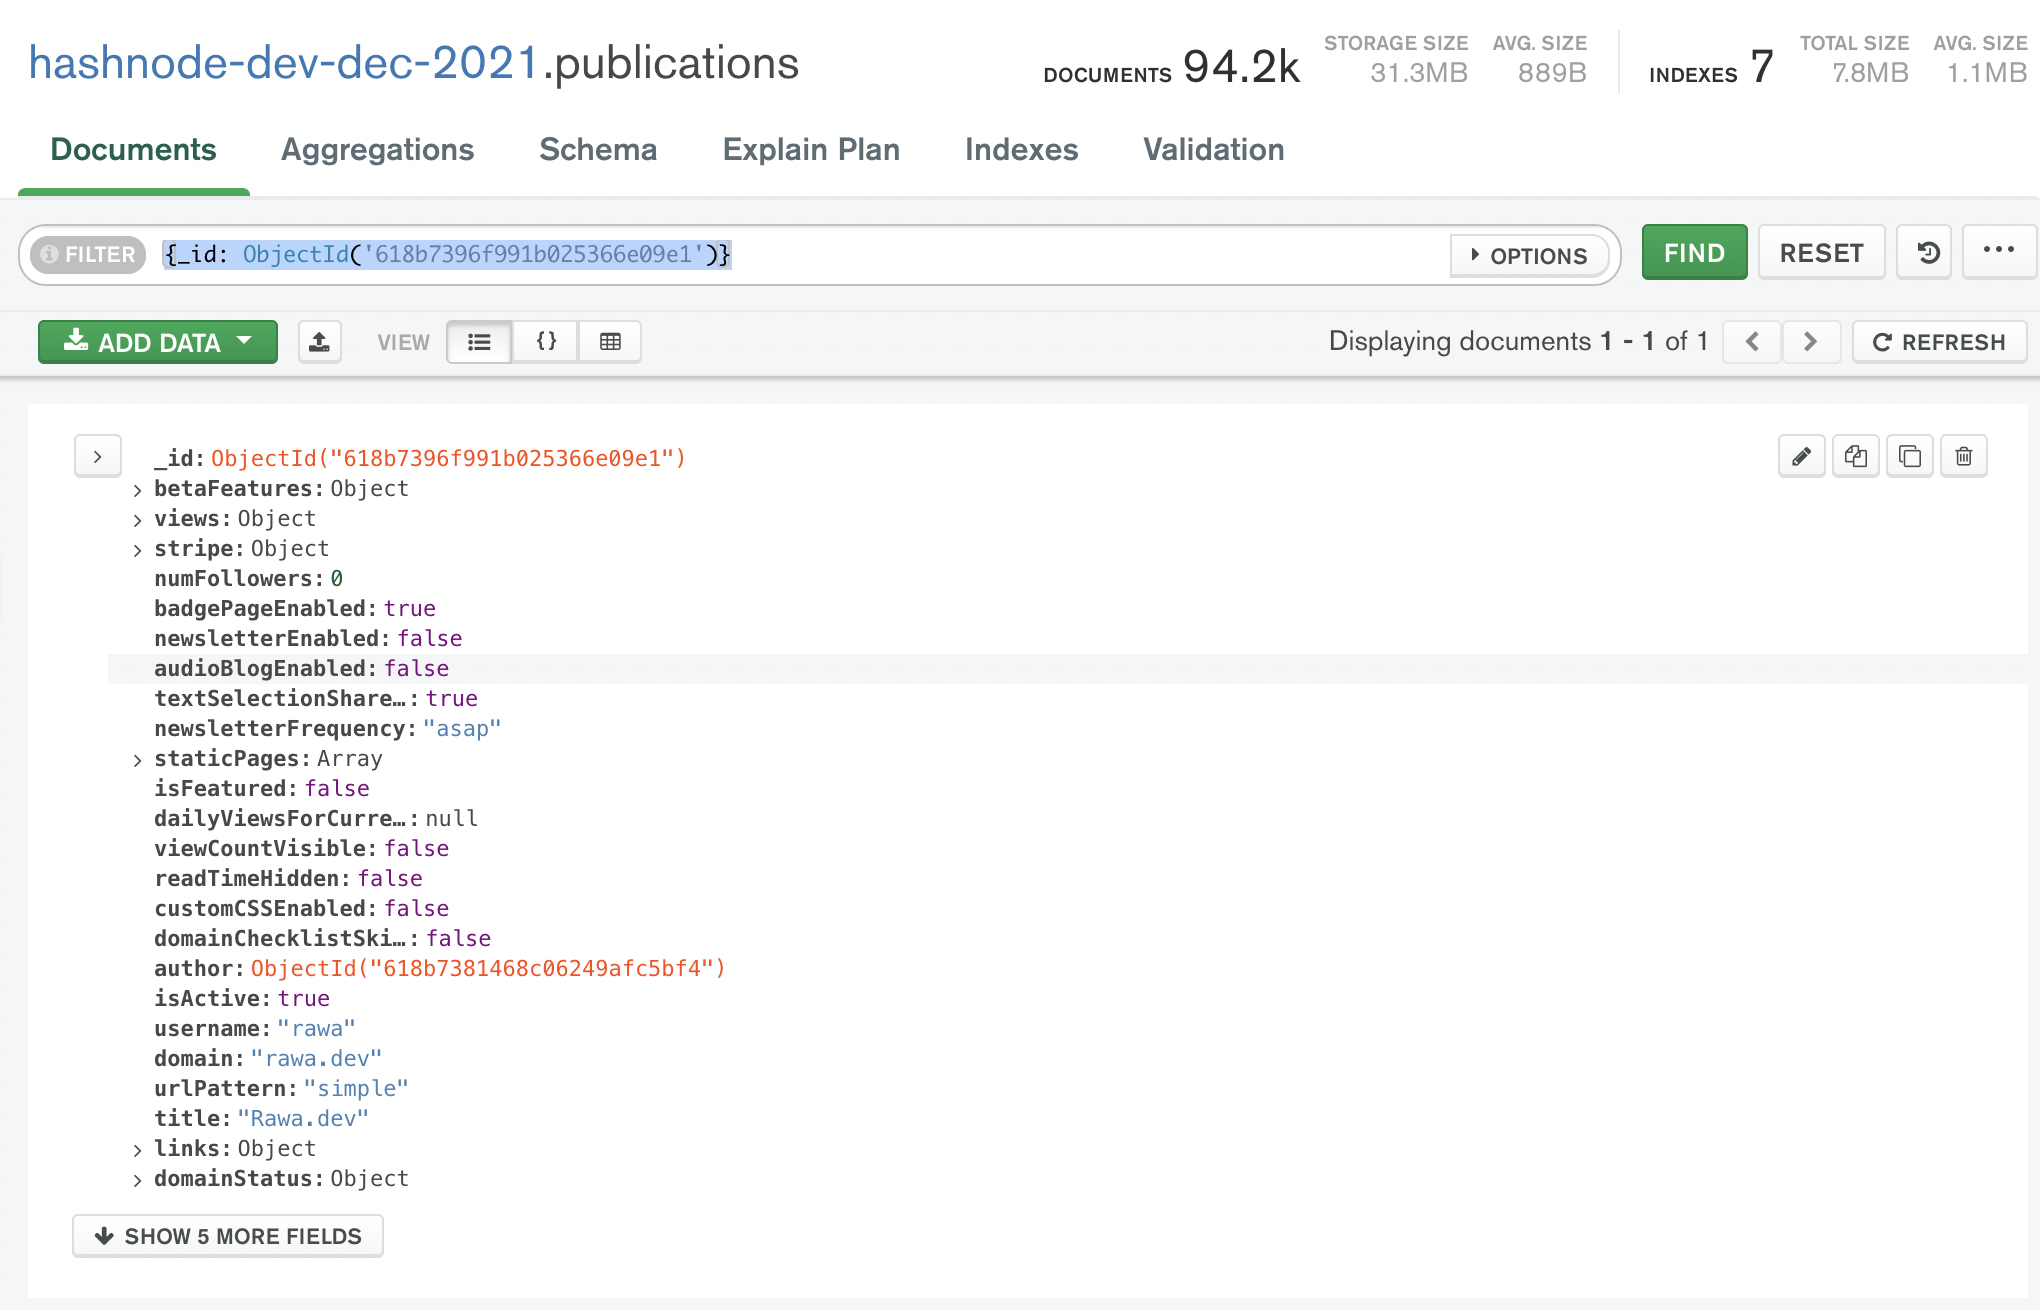 hashnode-dev-dec-2021.publications
DOCUMENTS 94.2k STORAGE SIZE 31.3MB AVG. SIZE 889B INDEXES 7 TOTAL SIZE 7.8MB AVG. SIZE 1.1MB
Documents Aggregations Schema Explain Plan Indexes Validation
FILTER {_id: ObjectId('618b7396f991b025366e09e1')} OPTIONS FIND RESET
ADD DATA VIEW {} Displaying documents 1 - 1 of 1 REFRESH
_id: ObjectId("618b7396f991b025366e09e1")
betaFeatures: Object
views: Object
stripe: Object
numFollowers: 0
badgePageEnabled: true
newsletterEnabled: false
audioBlogEnabled: false
textSelectionShare…: true
newsletterFrequency: "asap"
staticPages: Array
isFeatured: false
dailyViewsForCurre…: null
viewCountVisible: false
readTimeHidden: false
customCSSEnabled: false
domainChecklistSki…: false
author: ObjectId("618b7381468c06249afc5bf4")
isActive: true
username: "rawa"
domain: "rawa.dev"
urlPattern: "simple"
title: "Rawa.dev"
links: Object
domainStatus: Object
SHOW 5 MORE FIELDS